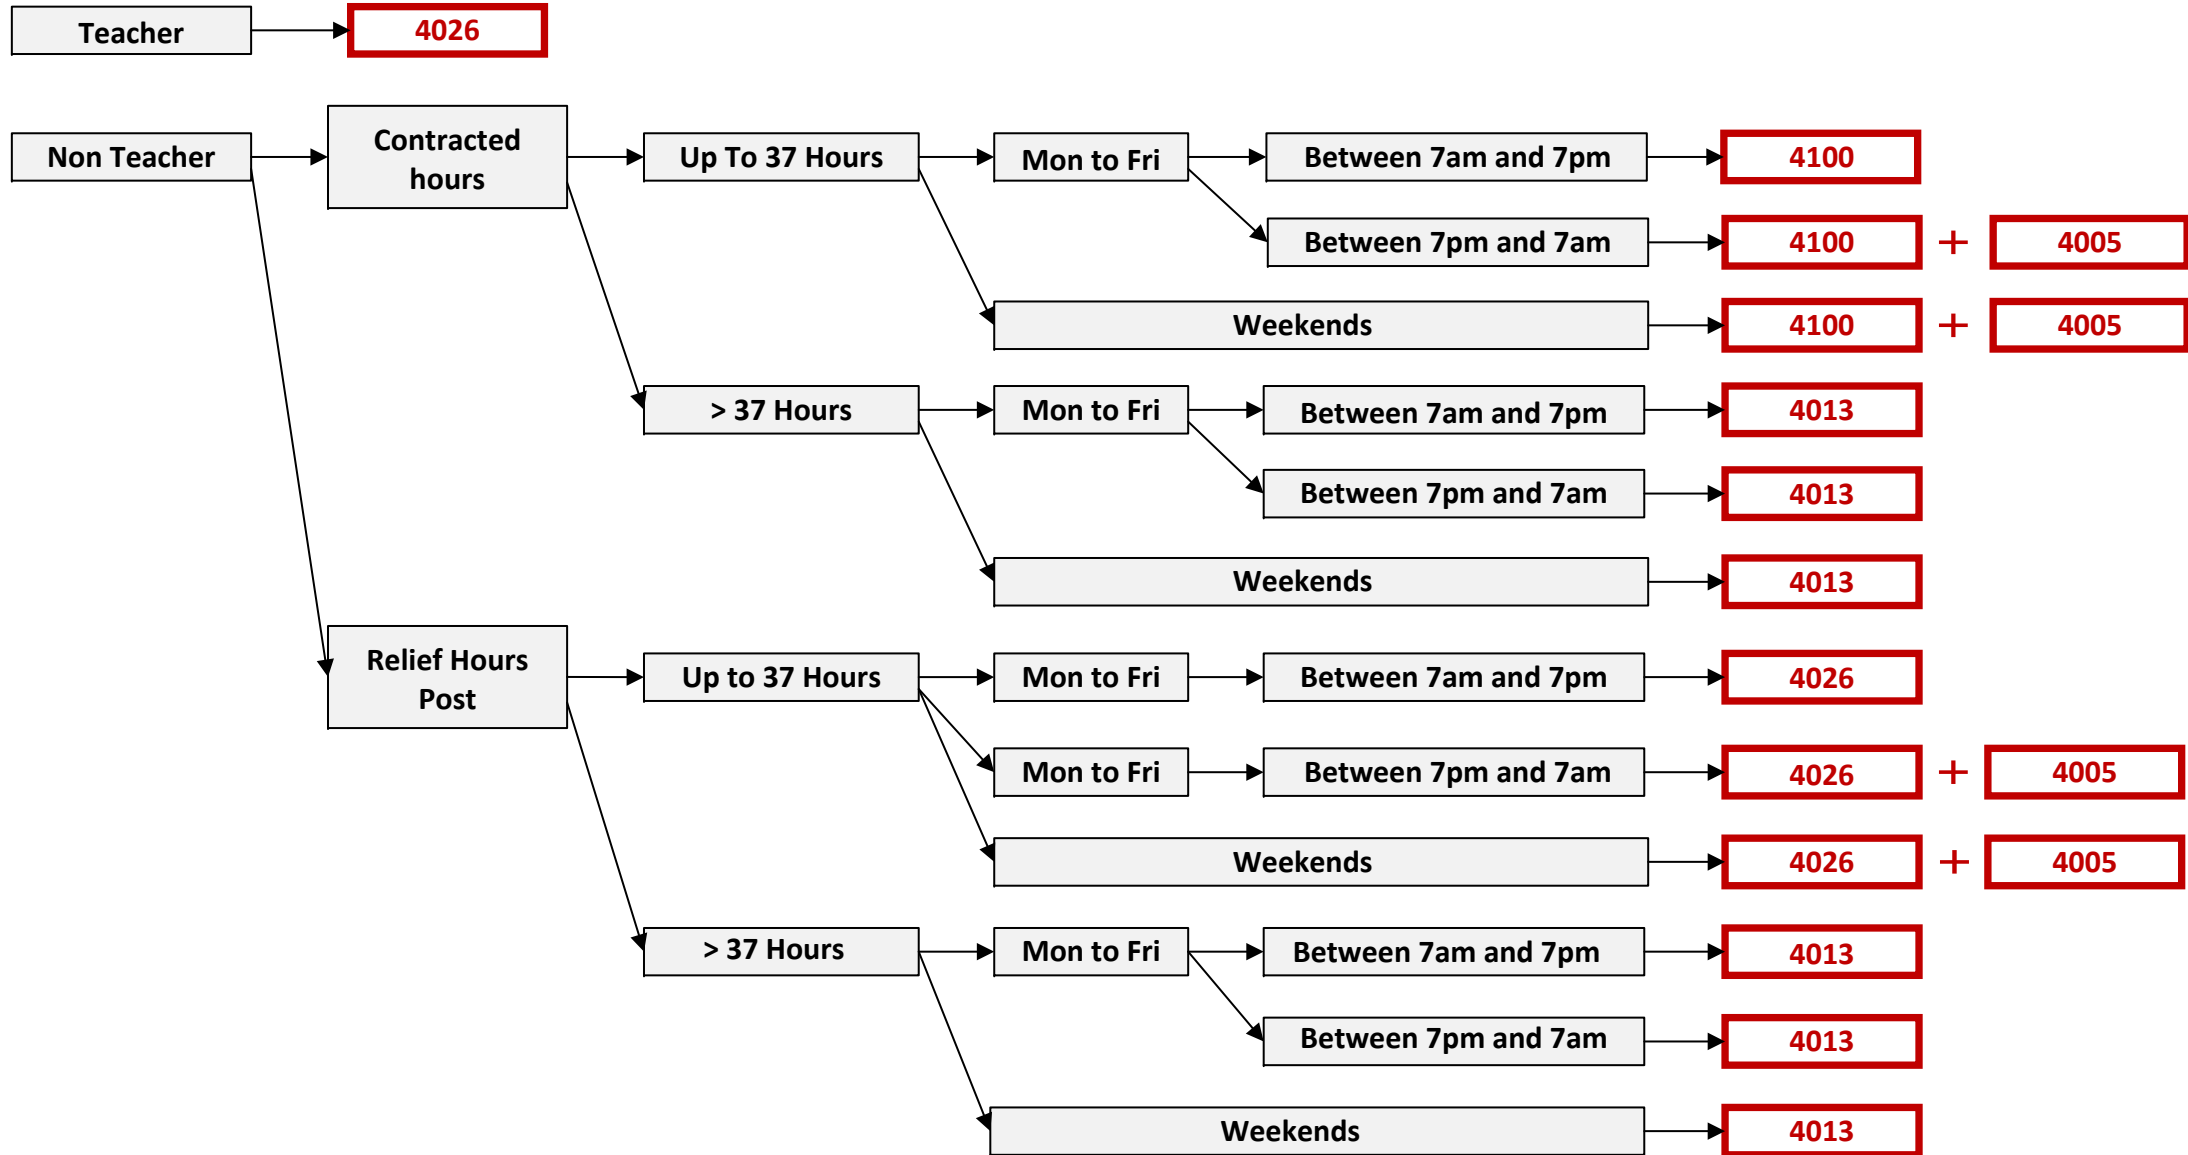 Teacher 4026
Non Teacher Contracted hours Up To 37 Hours Mon to Fri Between 7am and 7pm 4100
Between 7pm and 7am 4100 + 4005
Weekends 4100 + 4005
> 37 Hours Mon to Fri Between 7am and 7pm 4013
Between 7pm and 7am 4013
Weekends 4013
Relief Hours Post Up to 37 Hours Mon to Fri Between 7am and 7pm 4026
Mon to Fri Between 7pm and 7am 4026 + 4005
Weekends 4026 + 4005
> 37 Hours Mon to Fri Between 7am and 7pm 4013
Between 7pm and 7am 4013
Weekends 4013